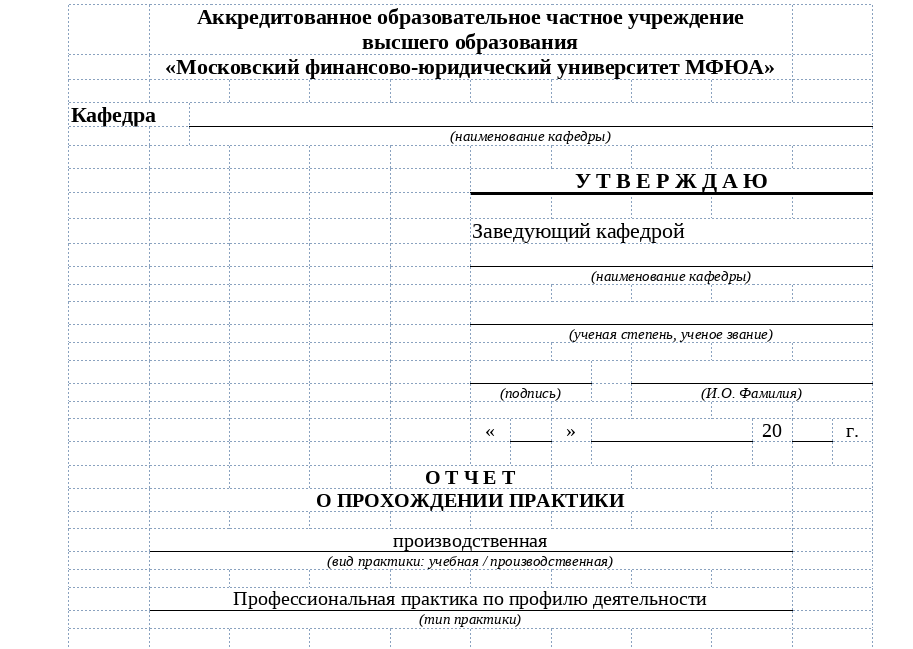 Аккредитованное образовательное частное учреждение
высшего образования
«Московский финансово-юридический университет МФЮА»
Кафедра
(наименование кафедры)
У Т В Е Р Ж Д А Ю
Заведующий кафедрой
(наименование кафедры)
(ученая степень, ученое звание)
(подпись) (И.О. Фамилия)
« » 20 г.
О Т Ч Е Т
О ПРОХОЖДЕНИИ ПРАКТИКИ
производственная
(вид практики: учебная / производственная)
Профессиональная практика по профилю деятельности
(тип практики)